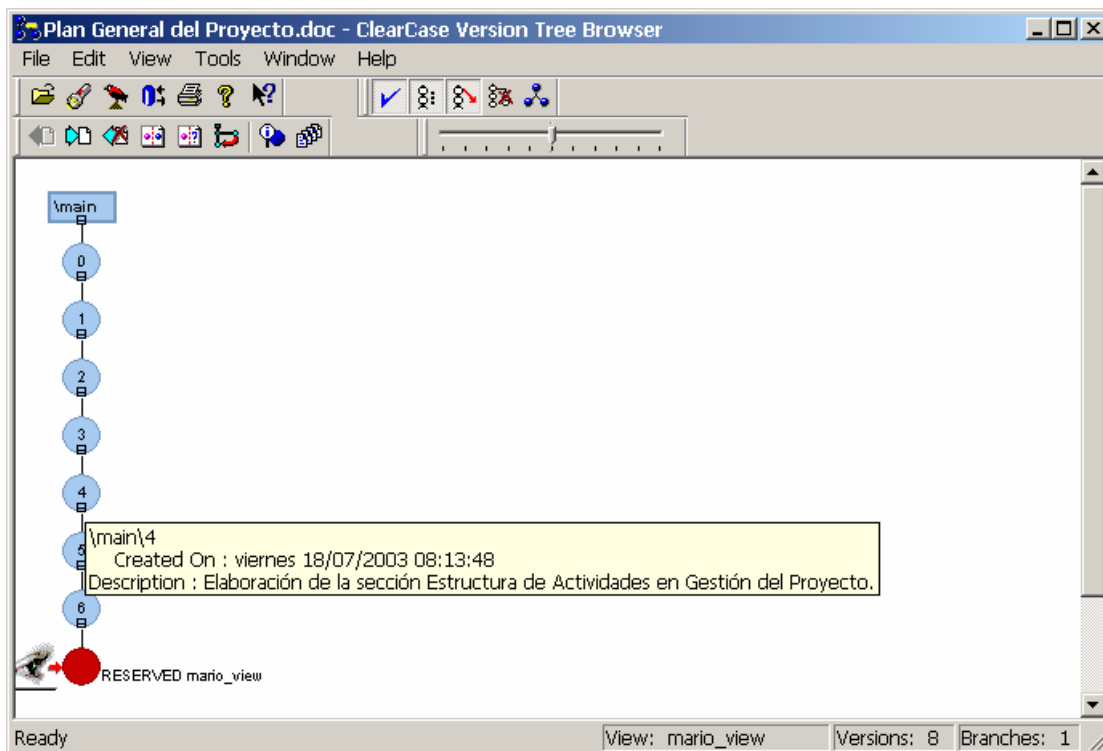 Plan General del Proyecto.doc - ClearCase Version Tree Browser
File Edit View Tools Window Help
\main
0
1
2
3
4
\main\4
Created On : viernes 18/07/2003 08:13:48
5
Description : Elaboración de la sección Estructura de Actividades en Gestión del Proyecto.
6
RESERVED mario_view
Ready View: mario_view Versions: 8 Branches: 1